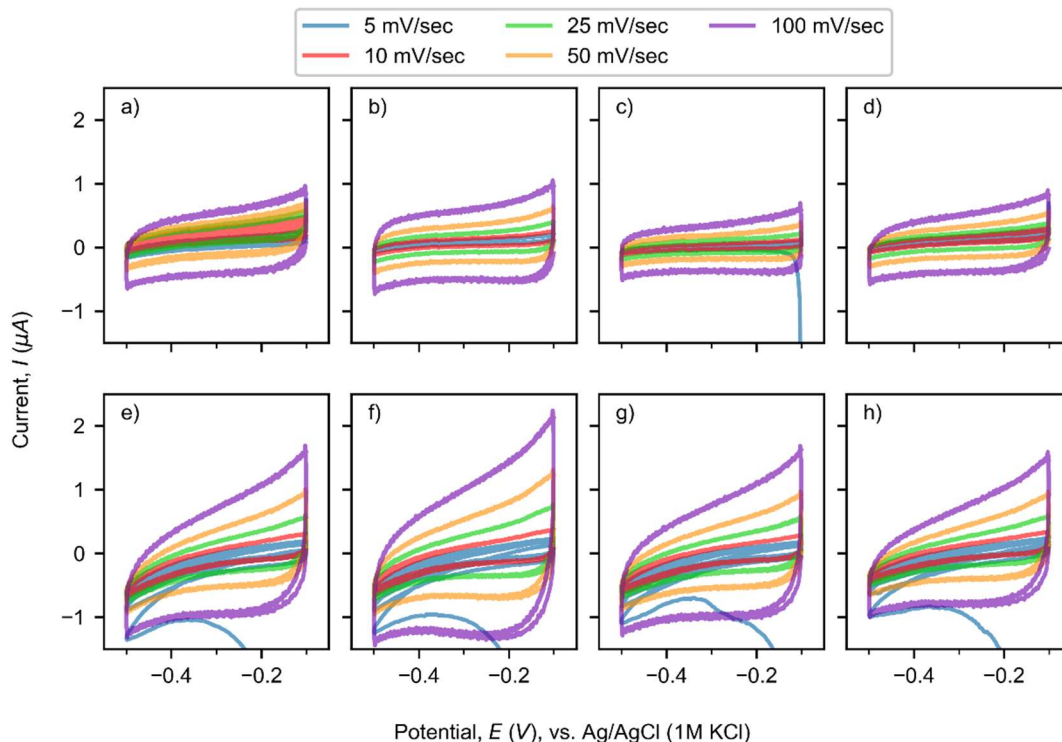 5 mV/sec 25 mV/sec 100 mV/sec
10 mV/sec 50 mV/sec
a) b) c) d)
2
1
0
−1
e) f) g) h)
2
1
0
−1
−0.4 −0.2 −0.4 −0.2 −0.4 −0.2 −0.4 −0.2
Current, I (μA)
Potential, E (V), vs. Ag/AgCl (1M KCl)